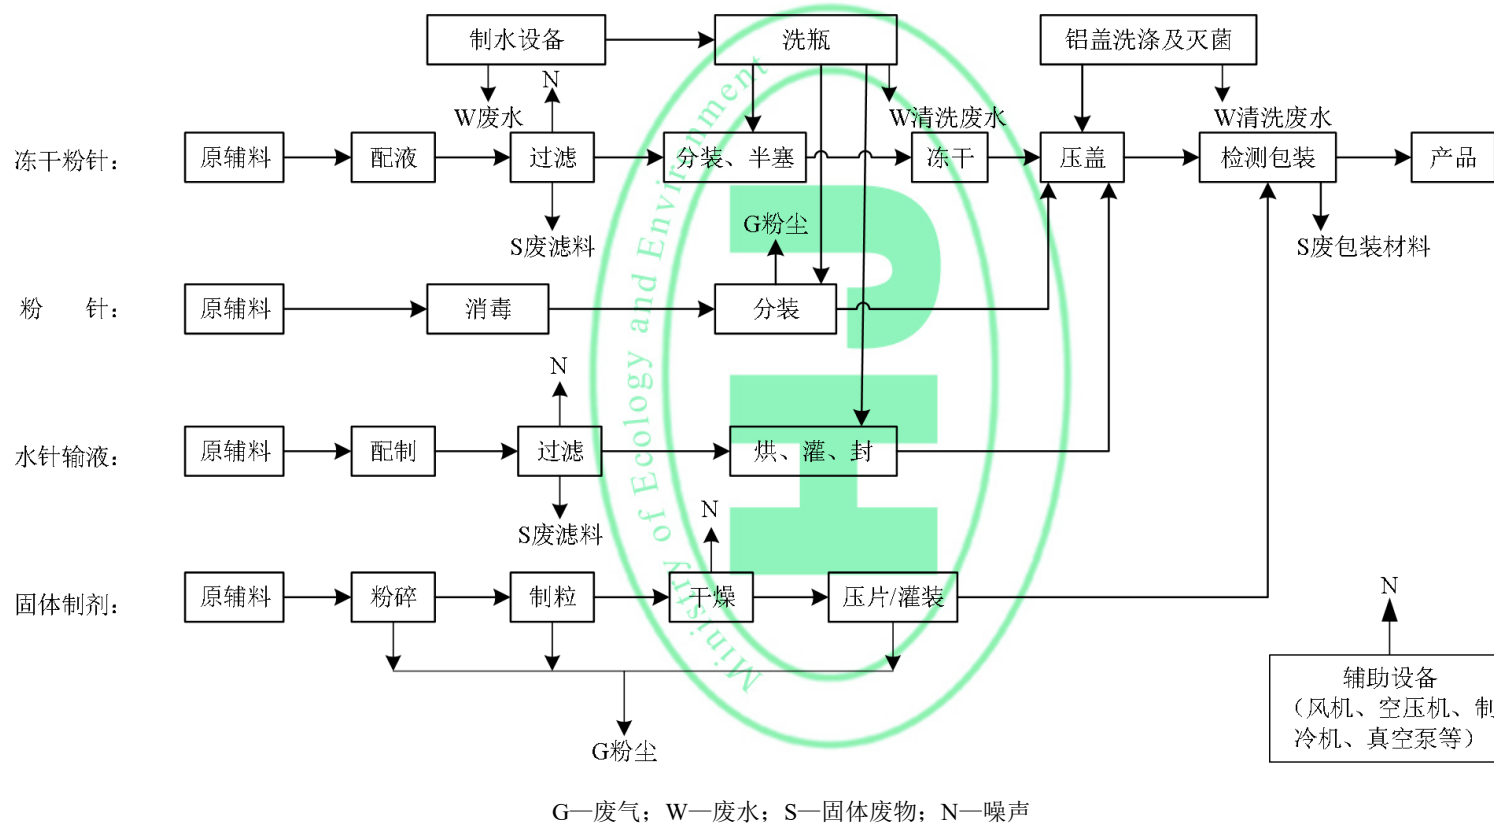 制水设备
洗瓶
铝盖洗涤及灭菌
N
W废水
W清洗废水
W清洗废水
冻干粉针：
原辅料
配液
过滤
分装、半塞
冻干
压盖
检测包装
产品
S废滤料
G粉尘
S废包装材料
粉　　针：
原辅料
消毒
分装
N
水针输液：
原辅料
配制
过滤
烘、灌、封
S废滤料
N
固体制剂：
原辅料
粉碎
制粒
干燥
压片/灌装
N
G粉尘
辅助设备
（风机、空压机、制
冷机、真空泵等）
G—废气；W—废水；S—固体废物；N—噪声
Ministry of Ecology and Environment